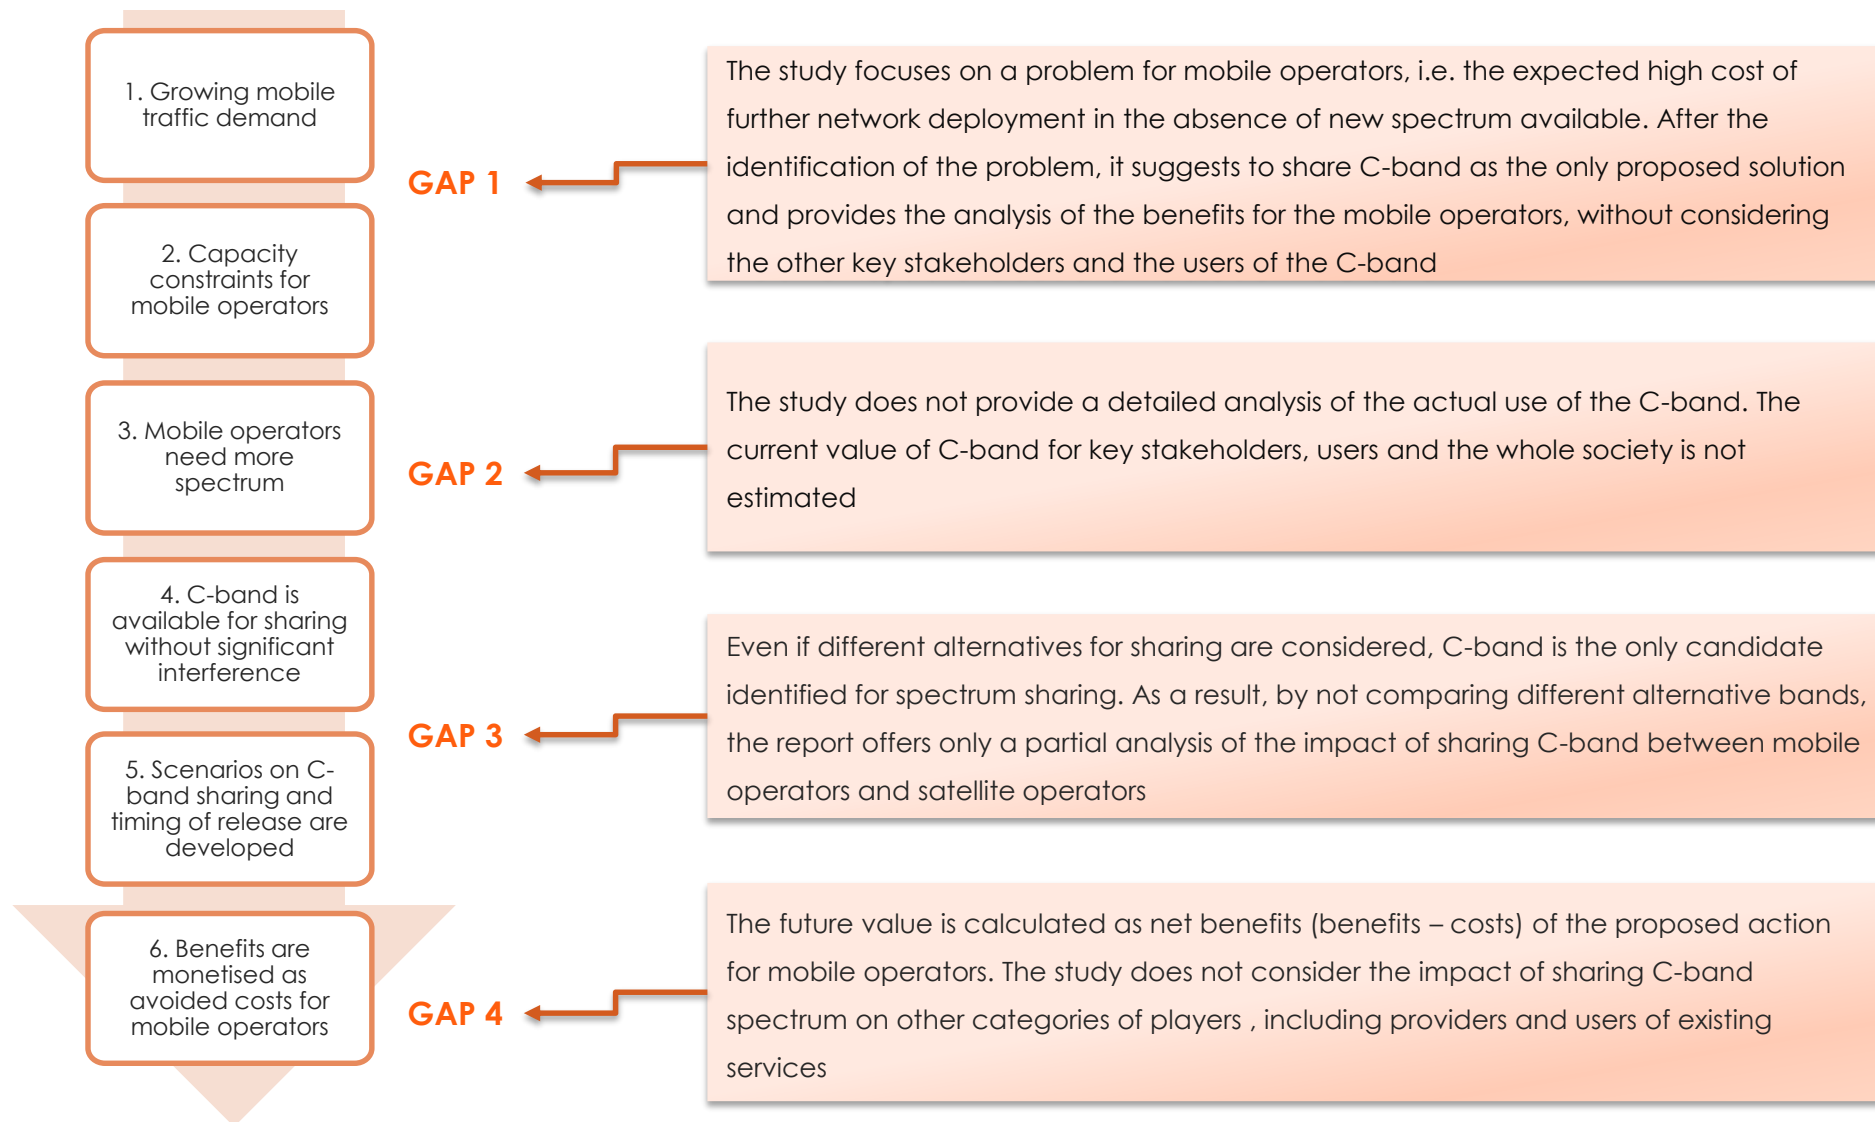 1. Growing mobile
traffic demand
2. Capacity
constraints for
mobile operators
3. Mobile operators
need more
spectrum
4. C-band is
available for sharing
without significant
interference
5. Scenarios on C-
band sharing and
timing of release are
developed
6. Benefits are
monetised as
avoided costs for
mobile operators
GAP 1
The study focuses on a problem for mobile operators, i.e. the expected high cost of
further network deployment in the absence of new spectrum available. After the
identification of the problem, it suggests to share C-band as the only proposed solution
and provides the analysis of the benefits for the mobile operators, without considering
the other key stakeholders and the users of the C-band
GAP 2
The study does not provide a detailed analysis of the actual use of the C-band. The
current value of C-band for key stakeholders, users and the whole society is not
estimated
GAP 3
Even if different alternatives for sharing are considered, C-band is the only candidate
identified for spectrum sharing. As a result, by not comparing different alternative bands,
the report offers only a partial analysis of the impact of sharing C-band between mobile
operators and satellite operators
GAP 4
The future value is calculated as net benefits (benefits – costs) of the proposed action
for mobile operators. The study does not consider the impact of sharing C-band
spectrum on other categories of players , including providers and users of existing
services